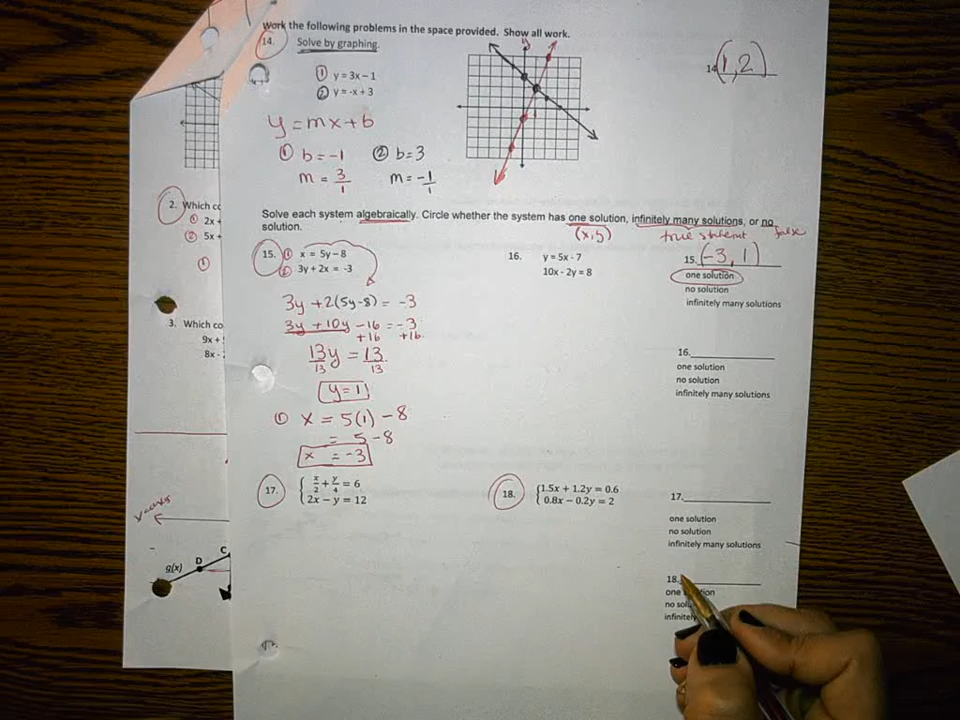 Work the following problems in the space provided. Show all work.
14. Solve by graphing.
① y = 3x − 1
② y = -x + 3
y = mx + b
① b = −1 ② b = 3
m = 3/1 m = −1/1
y
14. (1, 2)
Solve each system algebraically. Circle whether the system has one solution, infinitely many solutions, or no
solution.
(x, y) true false
15. ① x = 5y − 8
② 3y + 2x = -3
3y + 2(5y−8) = −3
3y + 10y − 16 = −3
+16 +16
13y = 13
13 13
y = 1
① x = 5(1) − 8
= 5 − 8
x = −3
16. y = 5x - 7
10x - 2y = 8
15. (−3, 1)
one solution
no solution
infinitely many solutions
16.
one solution
no solution
infinitely many solutions
17. x/2 + y/4 = 6
2x − y = 12
18. 1.5x + 1.2y = 0.6
0.8x − 0.2y = 2
17.
one solution
no solution
infinitely many solutions
18.
one
no
2. Which
① 2x +
② 5x +
①
3. Which co
9x +
8x -
g(x) D C